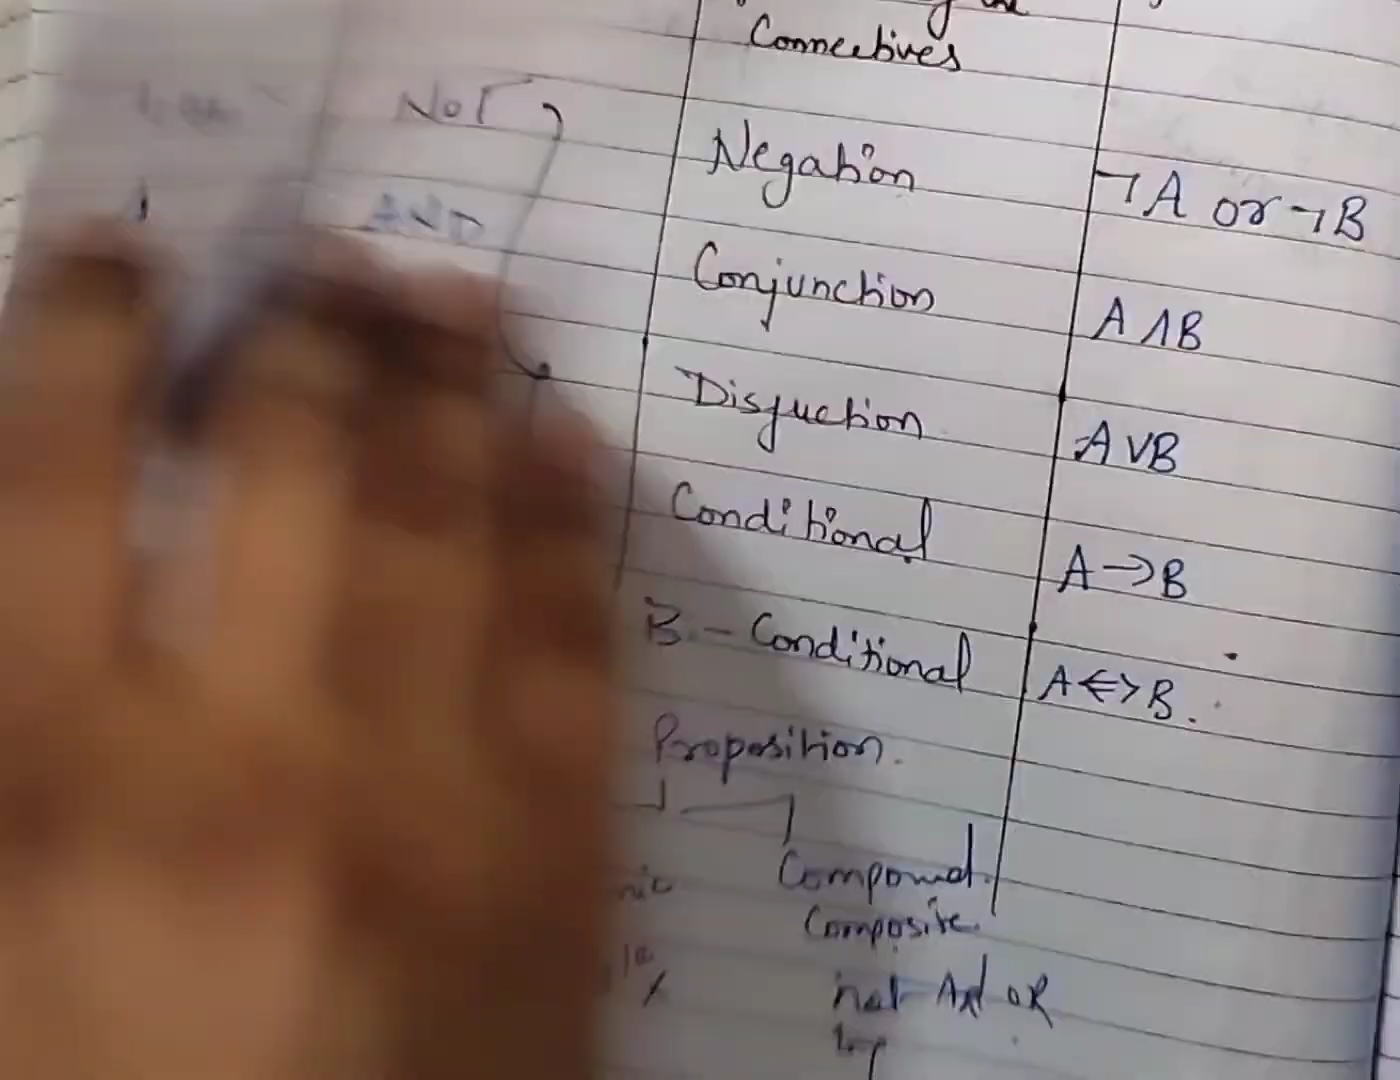 Connectives
NOT Negation ¬A or ¬B
AND Conjunction A∧B
Disjuction A∨B
Conditional A→B
B.-Conditional A<=>B.
Proposition.
Compound.
Composite.
not And OR